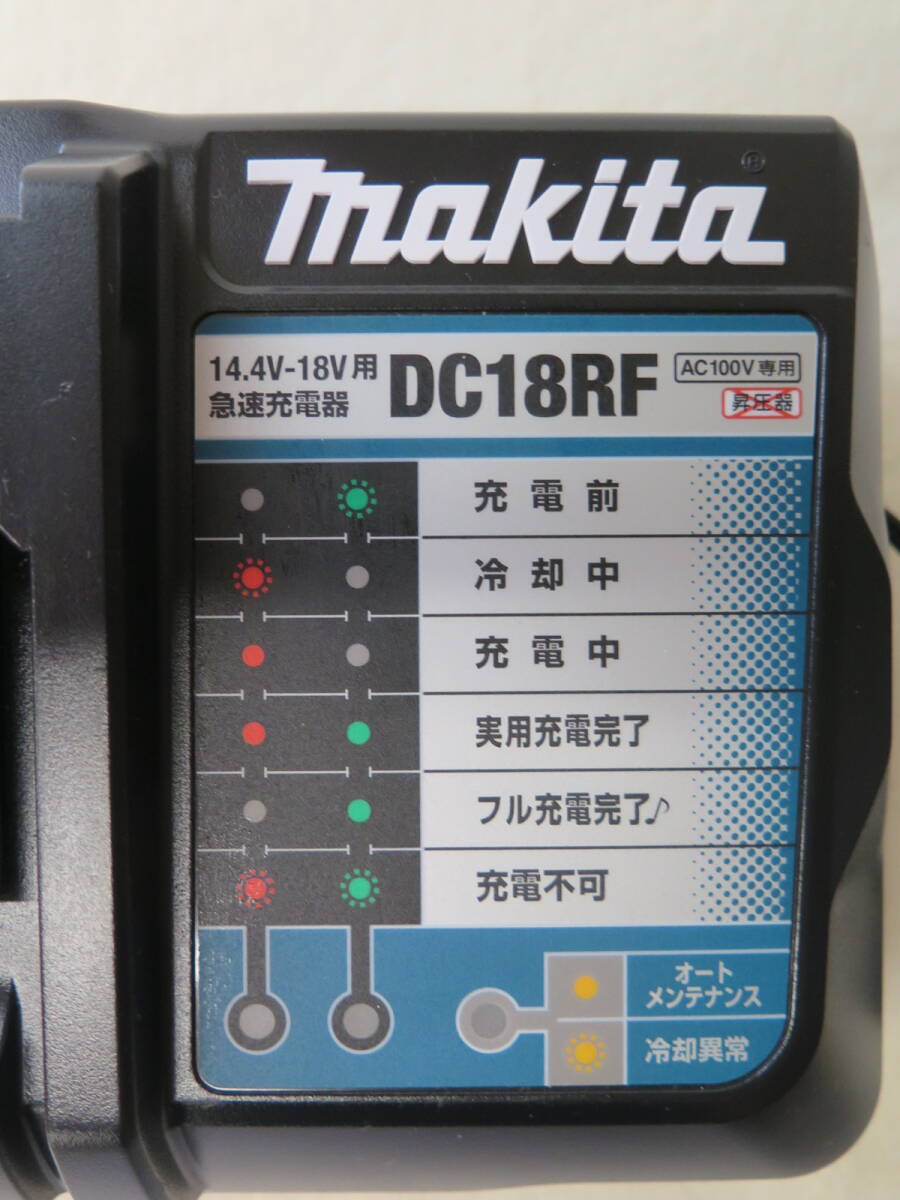 makita®
14.4V-18V用
急速充電器
DC18RF
AC100V専用
昇圧器
充電前
冷却中
充電中
実用充電完了
フル充電完了♪
充電不可
オート
メンテナンス
冷却異常